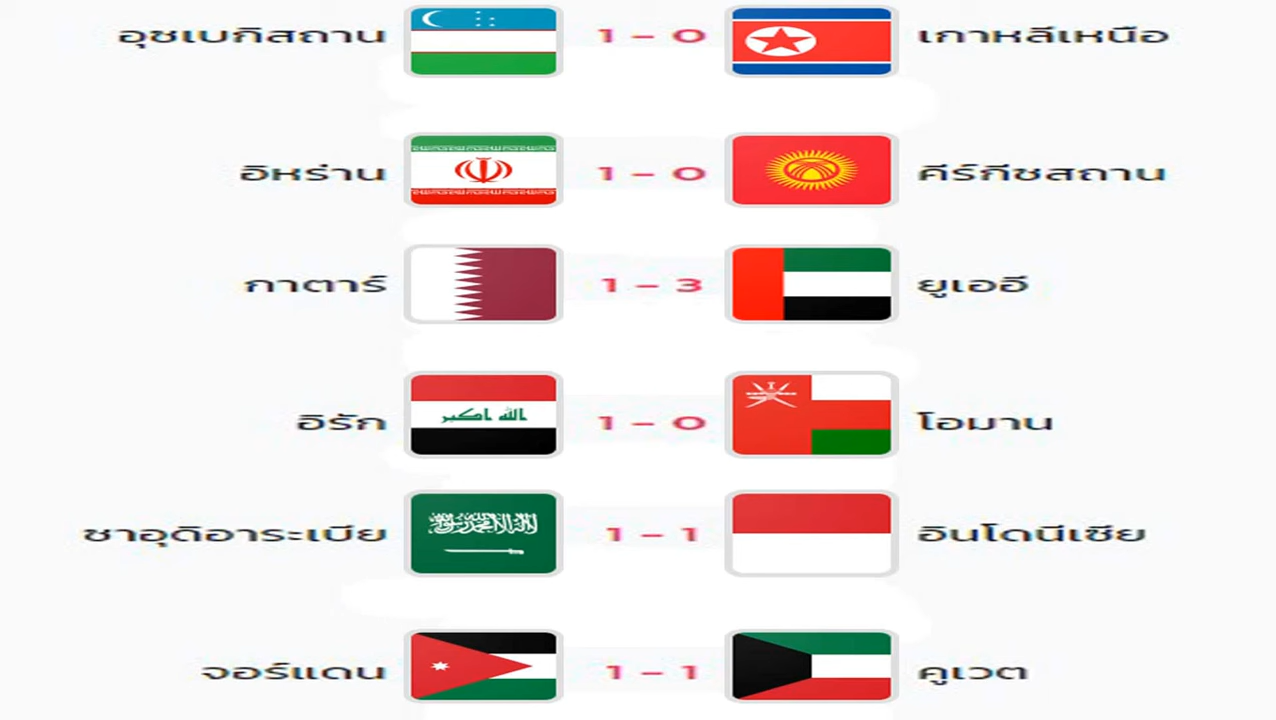 อุซเบกิสถาน 1 - 0 เกาหลีเหนือ
อิหร่าน 1 - 0 คีร์กีซสถาน
กาตาร์ 1 - 3 ยูเออี
อิรัก 1 - 0 โอมาน
الله اكبر
ซาอุดิอาระเบีย 1 - 1 อินโดนีเซีย
จอร์แดน 1 - 1 คูเวต